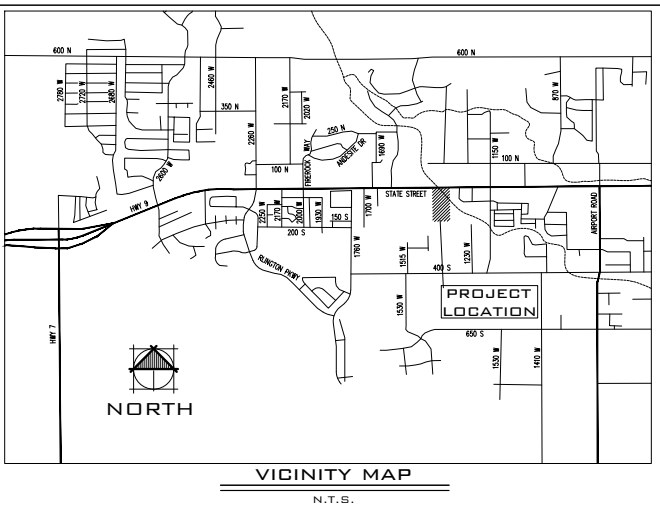 600 N
600 N
2780 W
2720 W
2680 W
2460 W
350 N
2260 W
2170 W
2020 W
250 N
ANDESTE DR
FIREROCK WAY
1690 W
100 N
870 W
1150 W
100 N
2600 W
HWY 9
STATE STREET
2250 W
2170 W
2000 W
1930 W
150 S
1700 W
200 S
1760 W
1515 W
1230 W
AIRPORT ROAD
RLINGTON PKWY
400 S
PROJECT
LOCATION
1530 W
650 S
HWY 7
1530 W
1410 W
NORTH
VICINITY MAP
N.T.S.